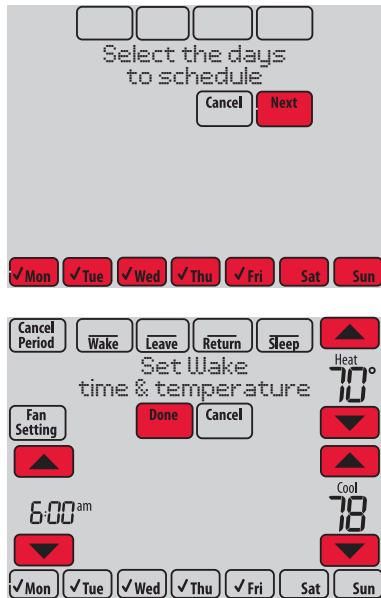 Select the days
to schedule
Cancel Next
✓Mon ✓Tue ✓Wed ✓Thu ✓Fri Sat Sun
Cancel Period Wake Leave Return Sleep
Set Wake
time & temperature
Heat
70°
Fan Setting Done Cancel
Cool
6:00 am 78
✓Mon ✓Tue ✓Wed ✓Thu ✓Fri Sat Sun